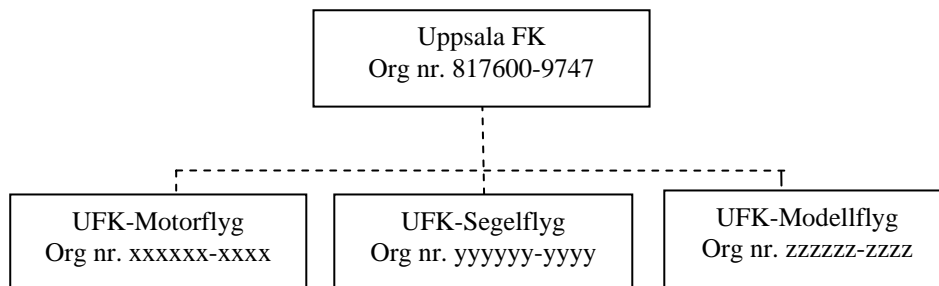 Uppsala FK
Org nr. 817600-9747
UFK-Motorflyg
Org nr. xxxxxx-xxxx
UFK-Segelflyg
Org nr. yyyyyy-yyyy
UFK-Modellflyg
Org nr. zzzzzz-zzzz